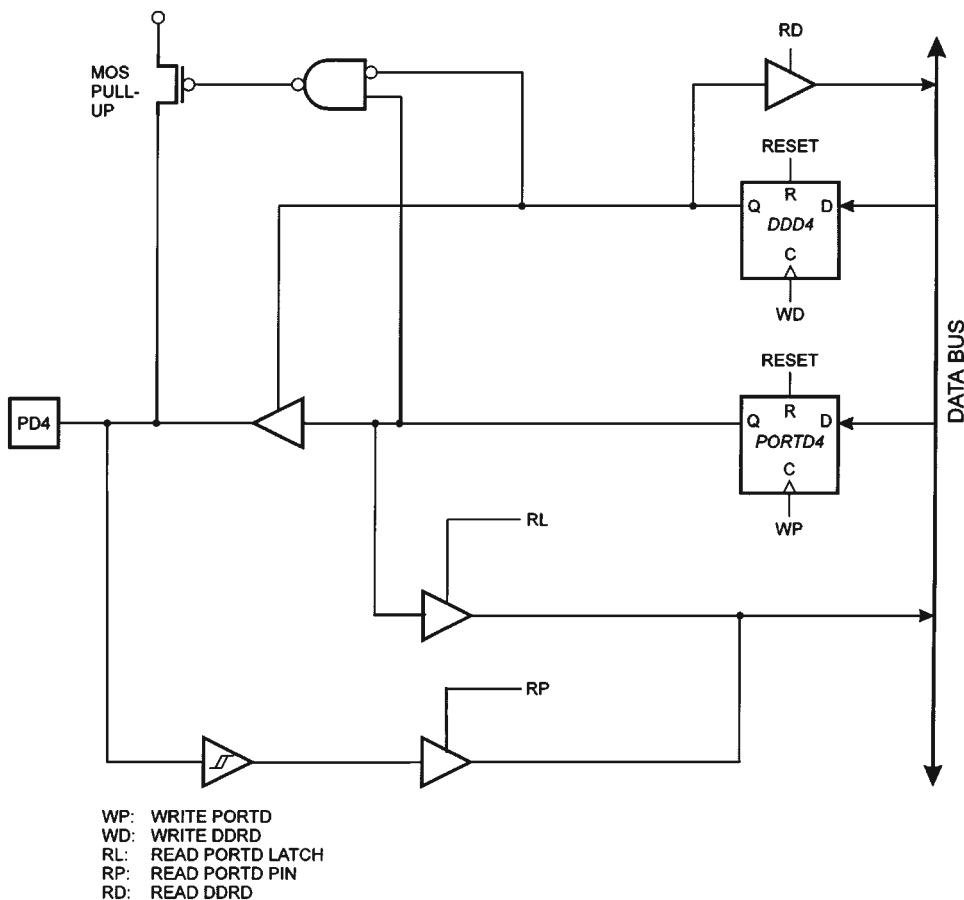 RD
MOS
PULL-
UP
RESET
R
Q
D
DDD4
C
WD
DATA BUS
RESET
R
Q
D
PD4
PORTD4
C
WP
RL
RP
WP: WRITE PORTD
WD: WRITE DDRD
RL: READ PORTD LATCH
RP: READ PORTD PIN
RD: READ DDRD